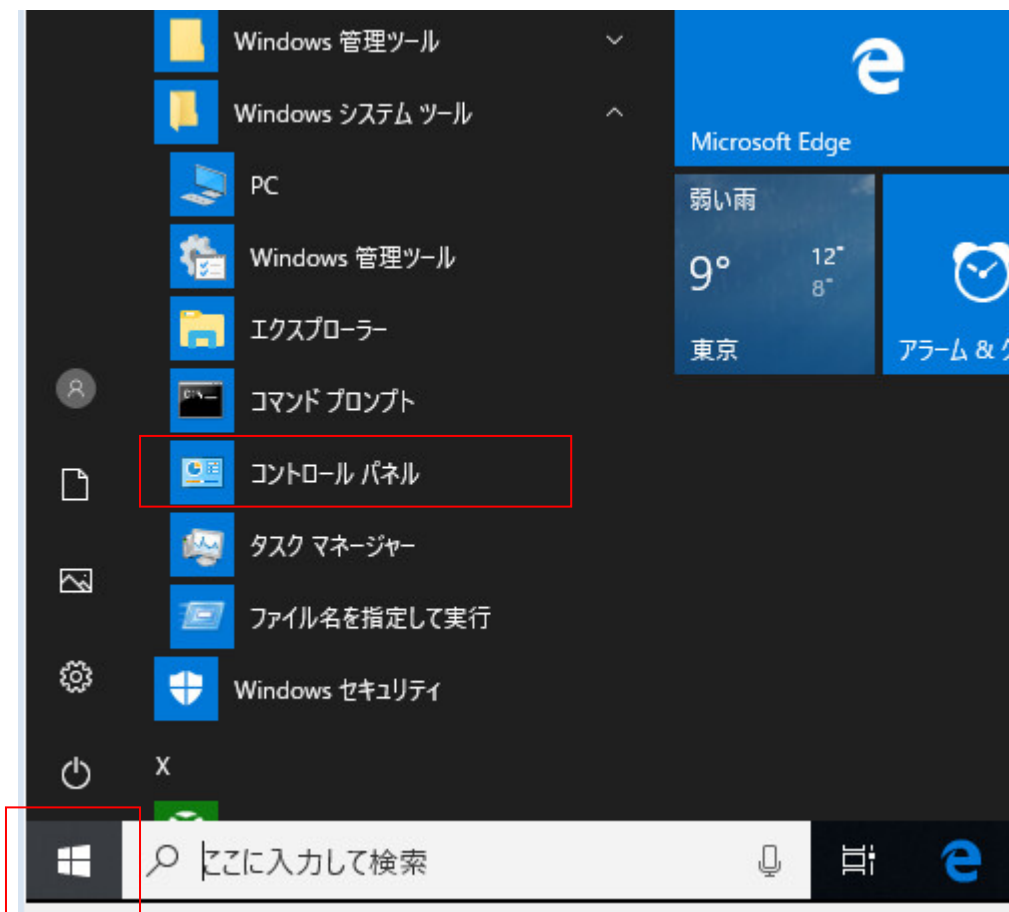 Windows 管理ツール
Windows システム ツール
PC
Windows 管理ツール
エクスプローラー
コマンド プロンプト
コントロール パネル
タスク マネージャー
ファイル名を指定して実行
Windows セキュリティ
X
Microsoft Edge
弱い雨
9° 12°
8°
東京
アラーム &
ここに入力して検索